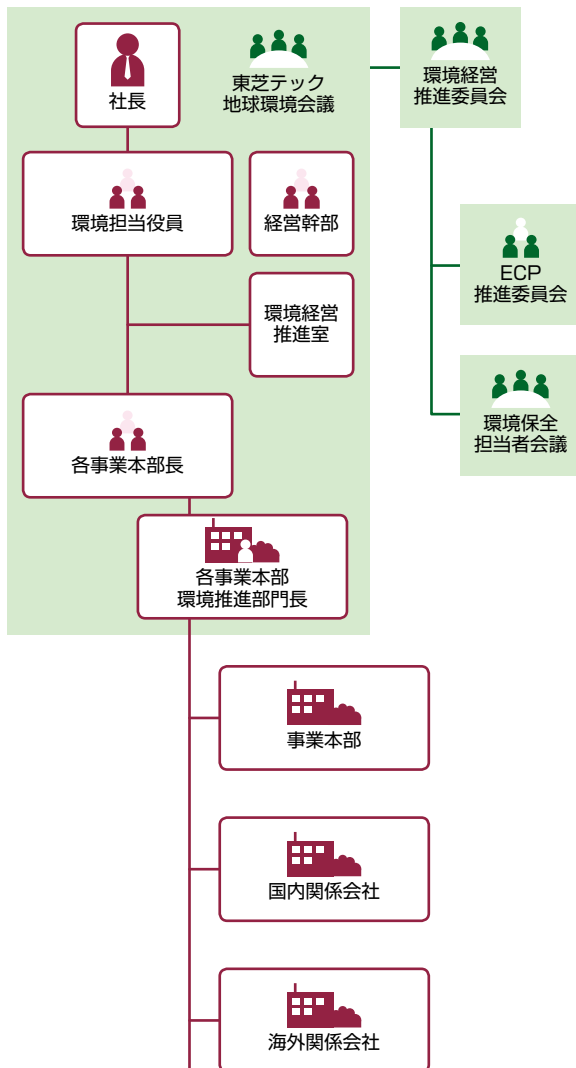 社長
東芝テック
地球環境会議
環境経営
推進委員会
環境担当役員
経営幹部
環境経営
推進室
ECP
推進委員会
環境保全
担当者会議
各事業本部長
各事業本部
環境推進部門長
事業本部
国内関係会社
海外関係会社